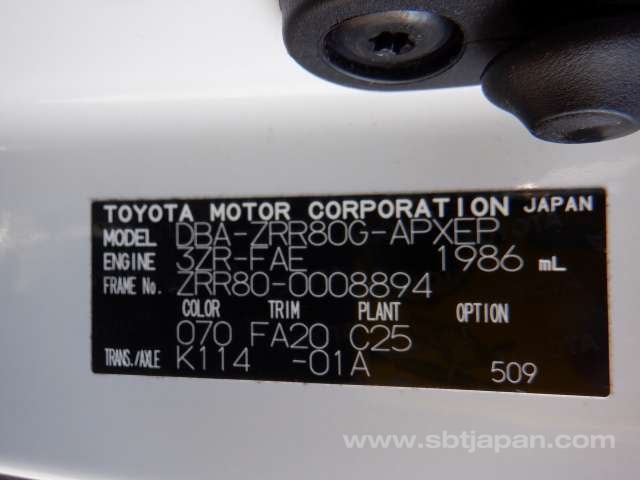 TOYOTA MOTOR CORPORATION JAPAN
MODEL DBA-ZRR80G-APXEP
ENGINE 3ZR-FAE 1986 mL
FRAME No. ZRR80-0008894
COLOR TRIM PLANT OPTION
070 FA20 C25
TRANS./AXLE K114 -01A 509
www.sbtjapan.com